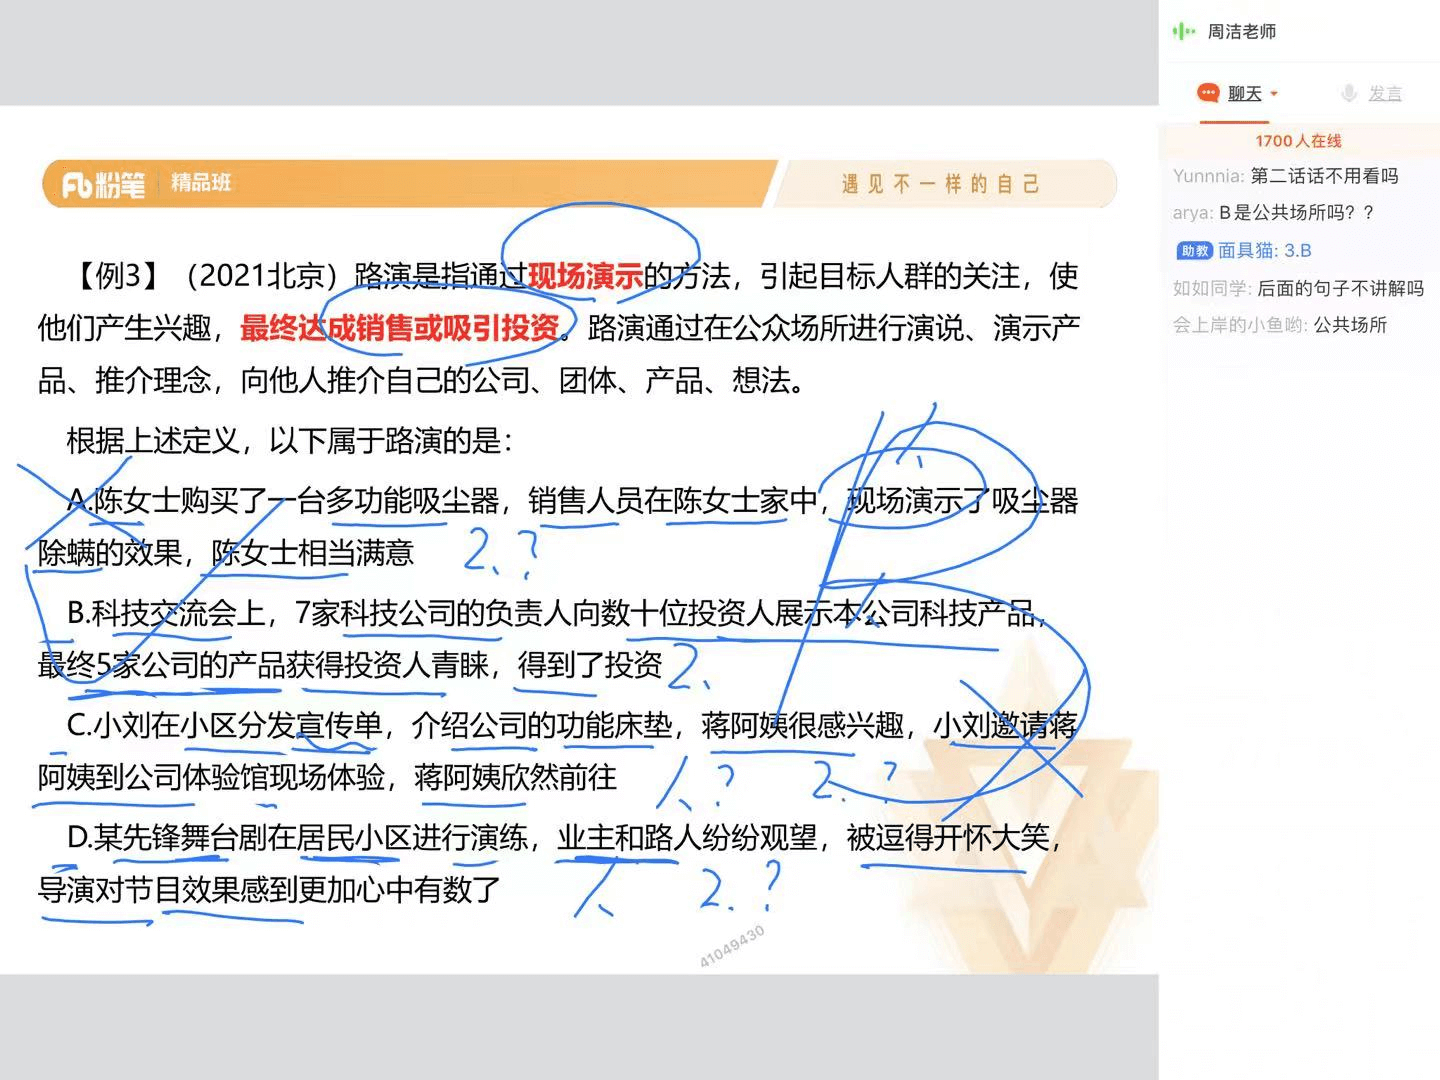 周洁老师
聊天
发言
1700人在线
Yunnnia: 第二话话不用看吗
arya: B是公共场所吗？？
助教 面具猫: 3.B
如如同学: 后面的句子不讲解吗
会上岸的小鱼哟: 公共场所
粉笔 精品班
遇见不一样的自己
【例3】（2021北京）路演是指通过现场演示的方法，引起目标人群的关注，使
他们产生兴趣，最终达成销售或吸引投资。路演通过在公众场所进行演说、演示产
品、推介理念，向他人推介自己的公司、团体、产品、想法。
根据上述定义，以下属于路演的是：
A.陈女士购买了一台多功能吸尘器，销售人员在陈女士家中，现场演示了吸尘器
除螨的效果，陈女士相当满意 2、？
B.科技交流会上，7家科技公司的负责人向数十位投资人展示本公司科技产品，
最终5家公司的产品获得投资人青睐，得到了投资 2、
C.小刘在小区分发宣传单，介绍公司的功能床垫，蒋阿姨很感兴趣，小刘邀请蒋
阿姨到公司体验馆现场体验，蒋阿姨欣然前往 1、？ 2、？
D.某先锋舞台剧在居民小区进行演练，业主和路人纷纷观望，被逗得开怀大笑，
导演对节目效果感到更加心中有数了 1、 2、？
B
41049430